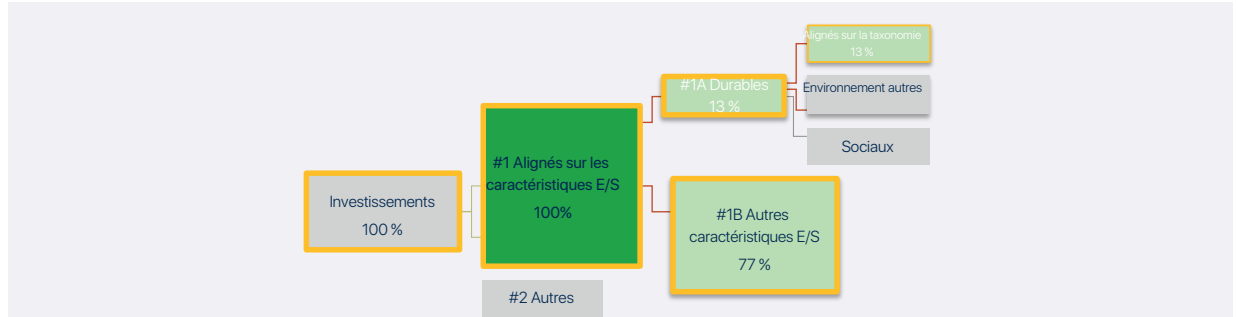 Alignés sur la taxonomie
13 %
#1A Durables
13 %
Environnement autres
Sociaux
#1 Alignés sur les
caractéristiques E/S
100%
Investissements
100 %
#1B Autres
caractéristiques E/S
77 %
#2 Autres